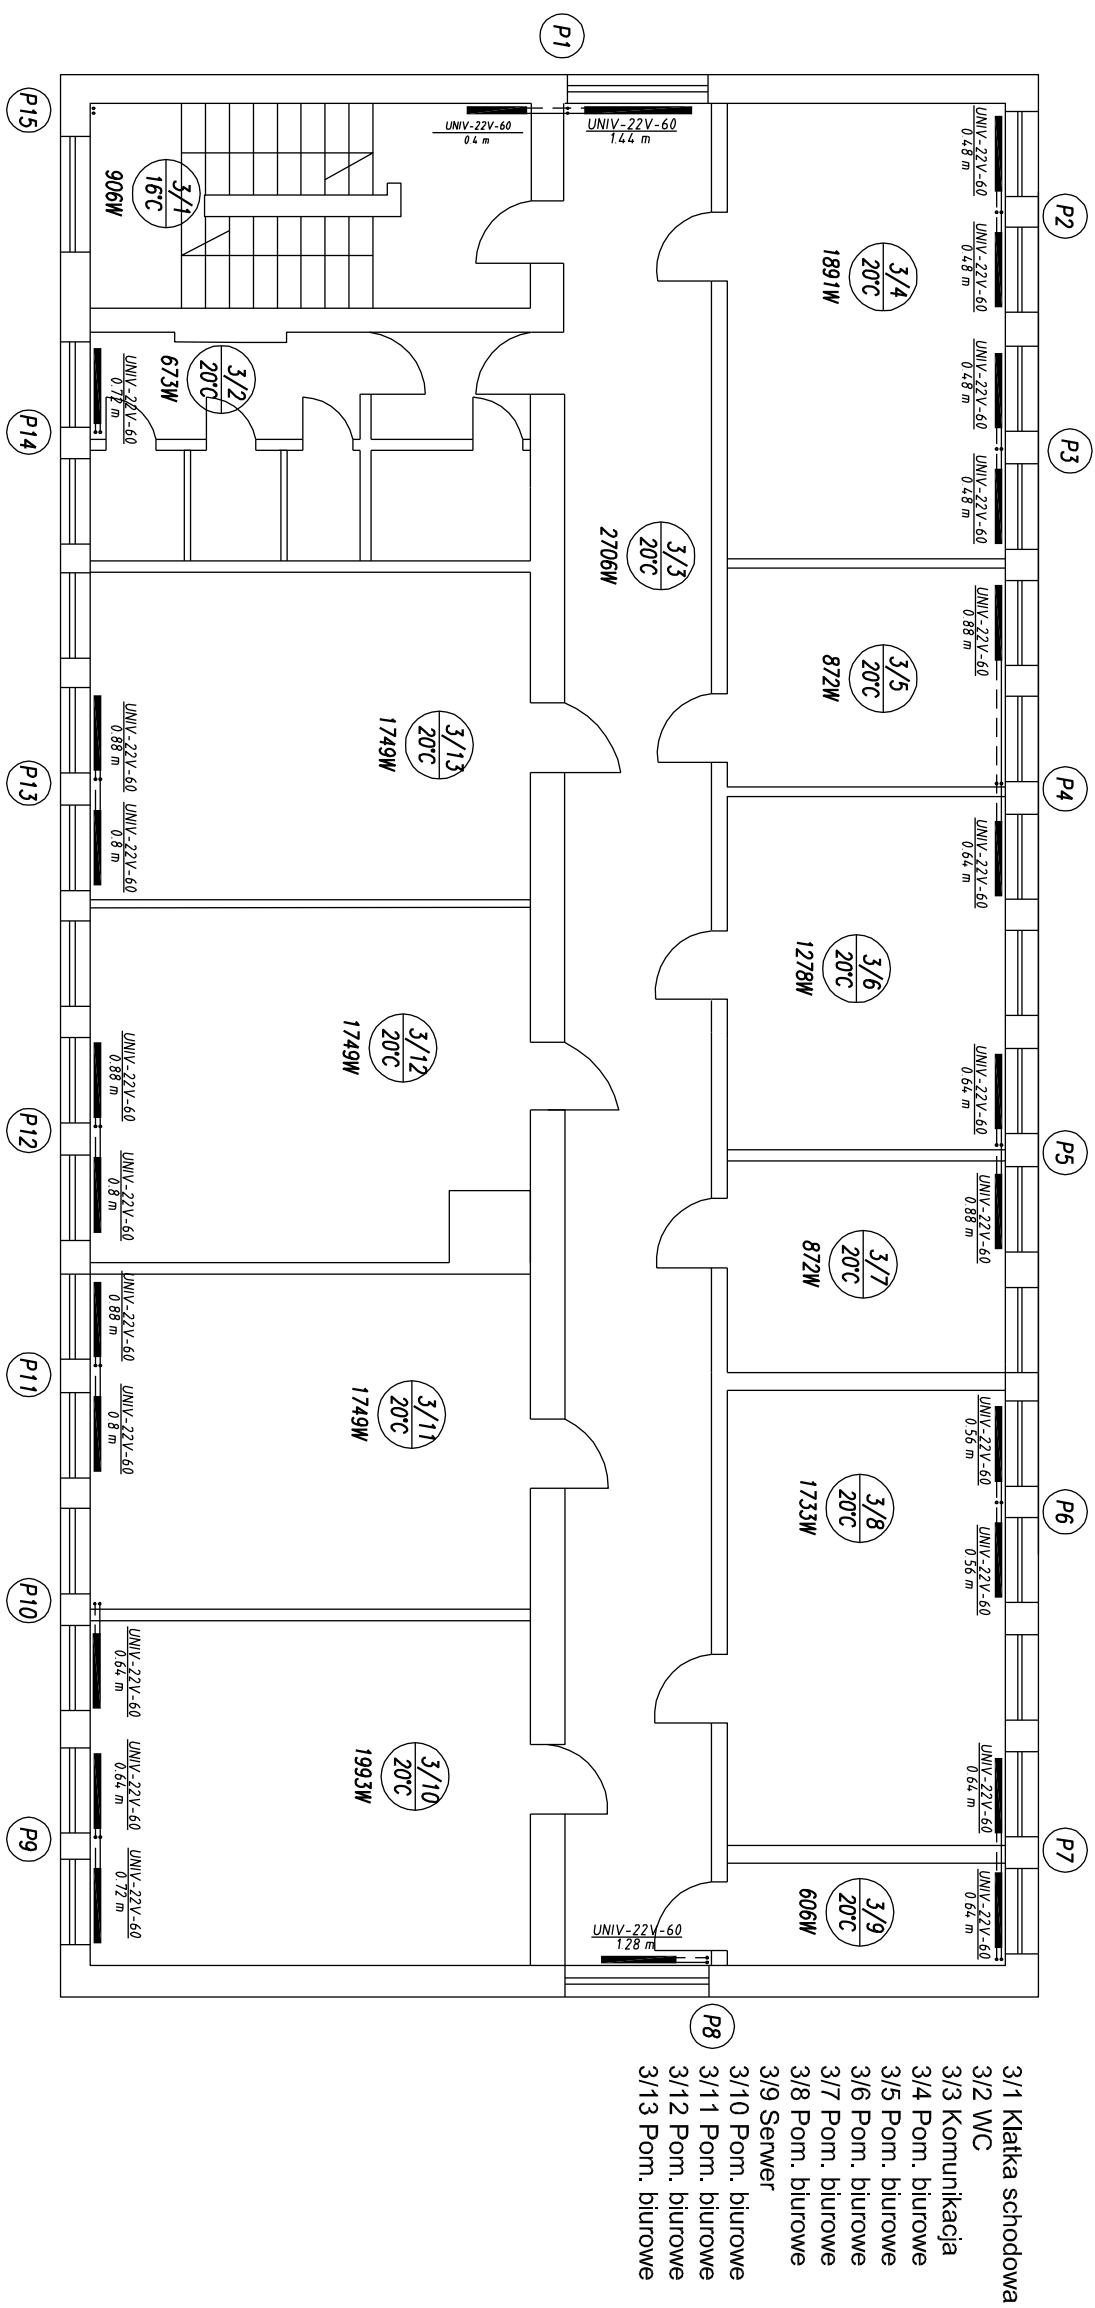 P1
P15
P2
P14
P3
P13
P4
P12
P5
P11
P6
P10
P7
P9
P8
UNIV-22V-60
0.4 m
UNIV-22V-60
1.44 m
UNIV-22V-60
0.48 m
UNIV-22V-60
0.48 m
UNIV-22V-60
0.48 m
UNIV-22V-60
0.48 m
3/1
16°C
906W
3/4
20°C
1891W
3/2
20°C
673W
UNIV-22V-60
0.72 m
3/3
20°C
2706W
UNIV-22V-60
0.88 m
3/5
20°C
872W
3/13
20°C
1749W
UNIV-22V-60
0.88 m
UNIV-22V-60
0.8 m
UNIV-22V-60
0.64 m
3/6
20°C
1278W
UNIV-22V-60
0.64 m
3/12
20°C
1749W
UNIV-22V-60
0.88 m
UNIV-22V-60
0.8 m
UNIV-22V-60
0.88 m
3/7
20°C
872W
UNIV-22V-60
0.88 m
UNIV-22V-60
0.8 m
3/11
20°C
1749W
UNIV-22V-60
0.56 m
UNIV-22V-60
0.56 m
3/8
20°C
1733W
UNIV-22V-60
0.64 m
UNIV-22V-60
0.64 m
UNIV-22V-60
0.64 m
UNIV-22V-60
0.72 m
3/10
20°C
1993W
3/9
20°C
606W
UNIV-22V-60
0.64 m
UNIV-22V-60
1.28 m
3/1 Klatka schodowa
3/2 WC
3/3 Komunikacja
3/4 Pom. biurowe
3/5 Pom. biurowe
3/6 Pom. biurowe
3/7 Pom. biurowe
3/8 Pom. biurowe
3/9 Serwer
3/10 Pom. biurowe
3/11 Pom. biurowe
3/12 Pom. biurowe
3/13 Pom. biurowe